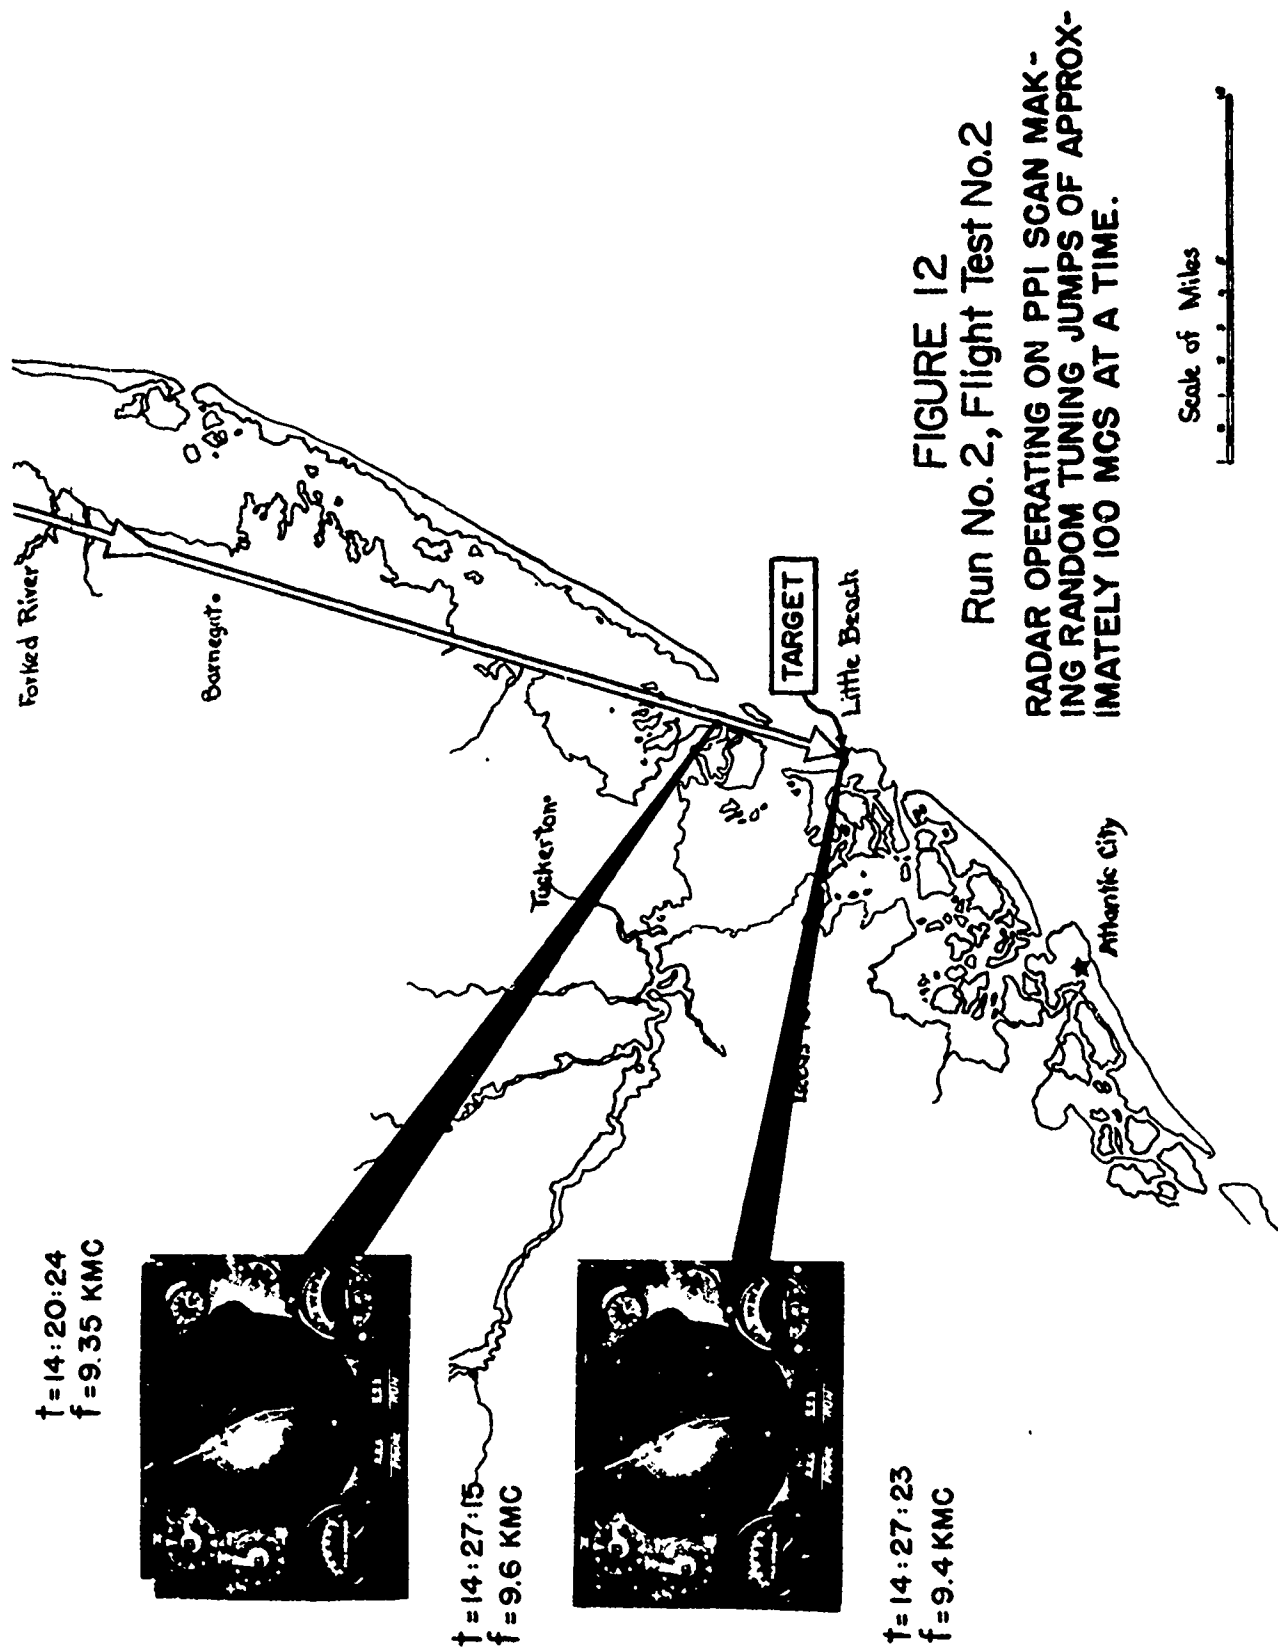 t=14:20:24
f=9.35 KMC
t=14:27:15
f=9.6 KMC
t=14:27:23
f=9.4 KMC
Forked River
Barnegat
Tuckerton
TARGET
Little Beach
Atlantic City
FIGURE 12
Run No. 2, Flight Test No.2
RADAR OPERATING ON PPI SCAN MAK-
ING RANDOM TUNING JUMPS OF APPROX-
IMATELY 100 MCS AT A TIME.
Scale of Miles